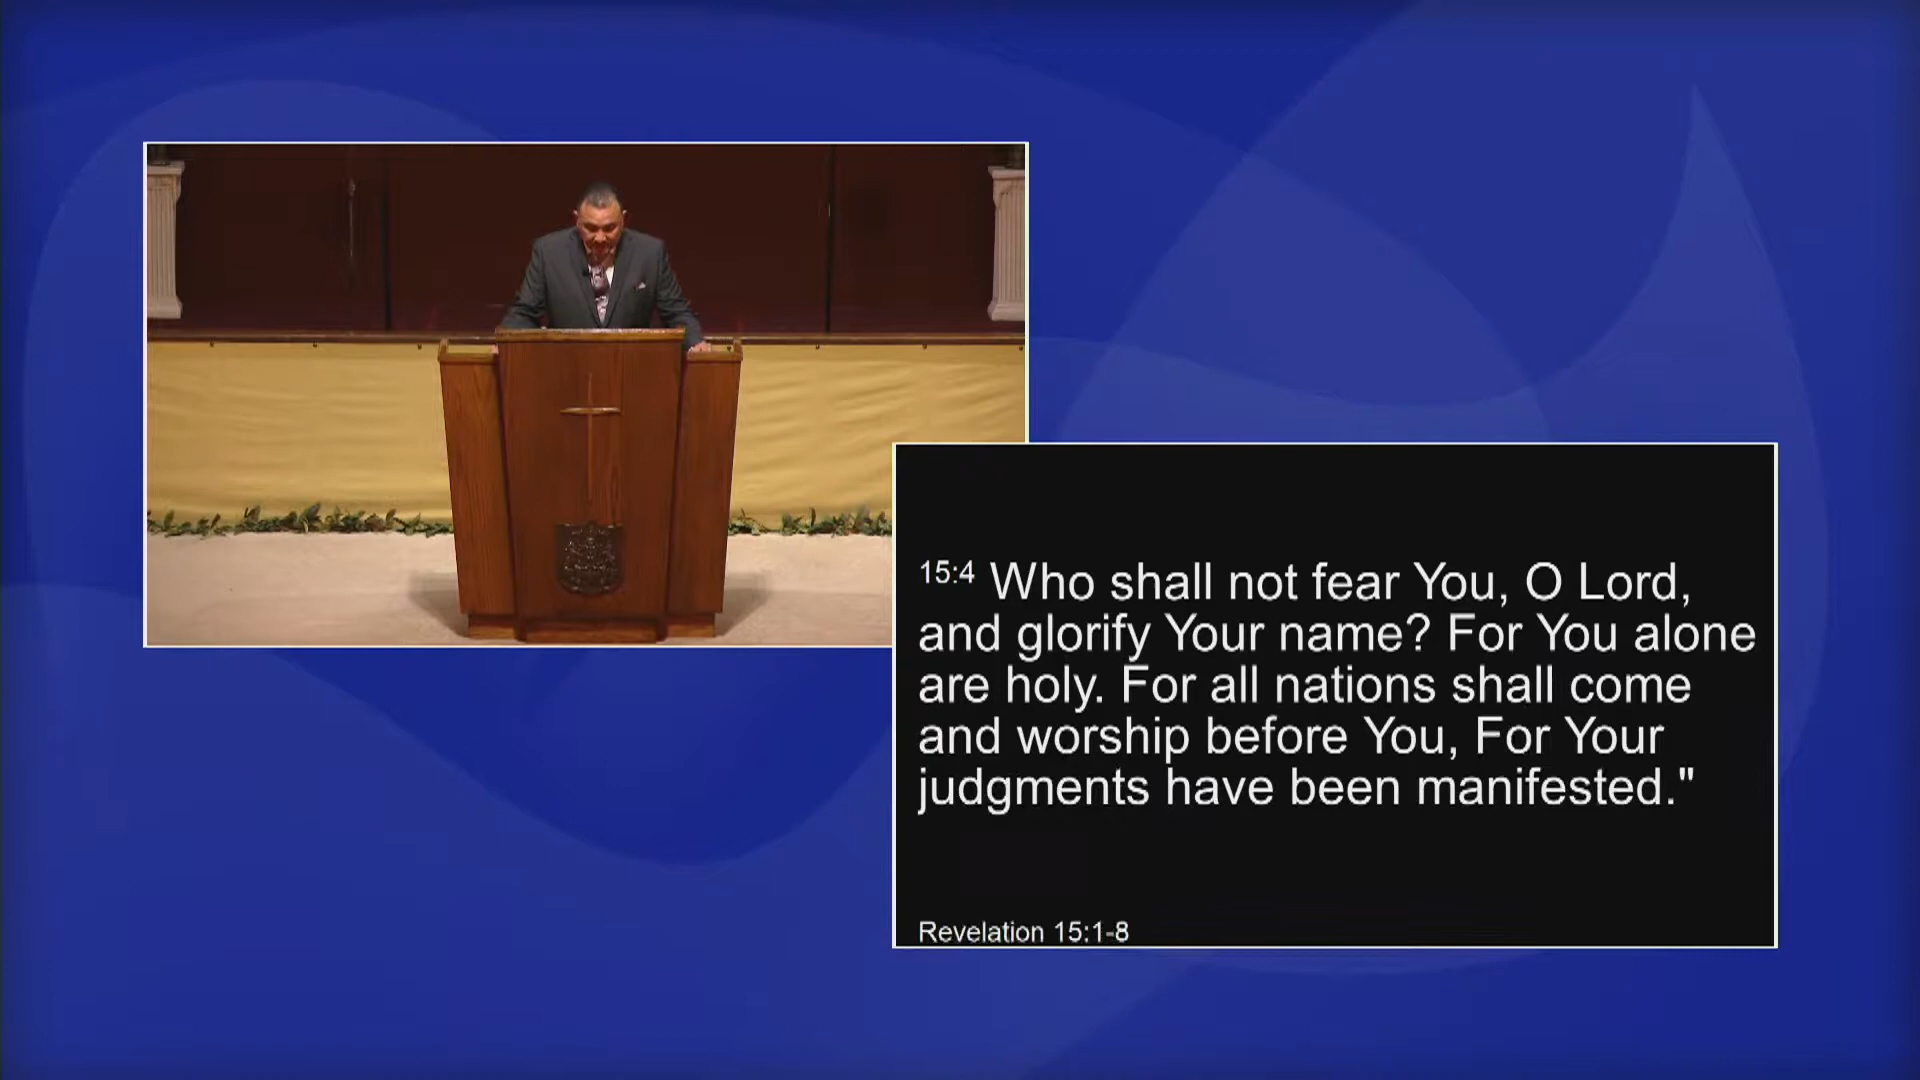 15:4 Who shall not fear You, O Lord,
and glorify Your name? For You alone
are holy. For all nations shall come
and worship before You, For Your
judgments have been manifested."
Revelation 15:1-8